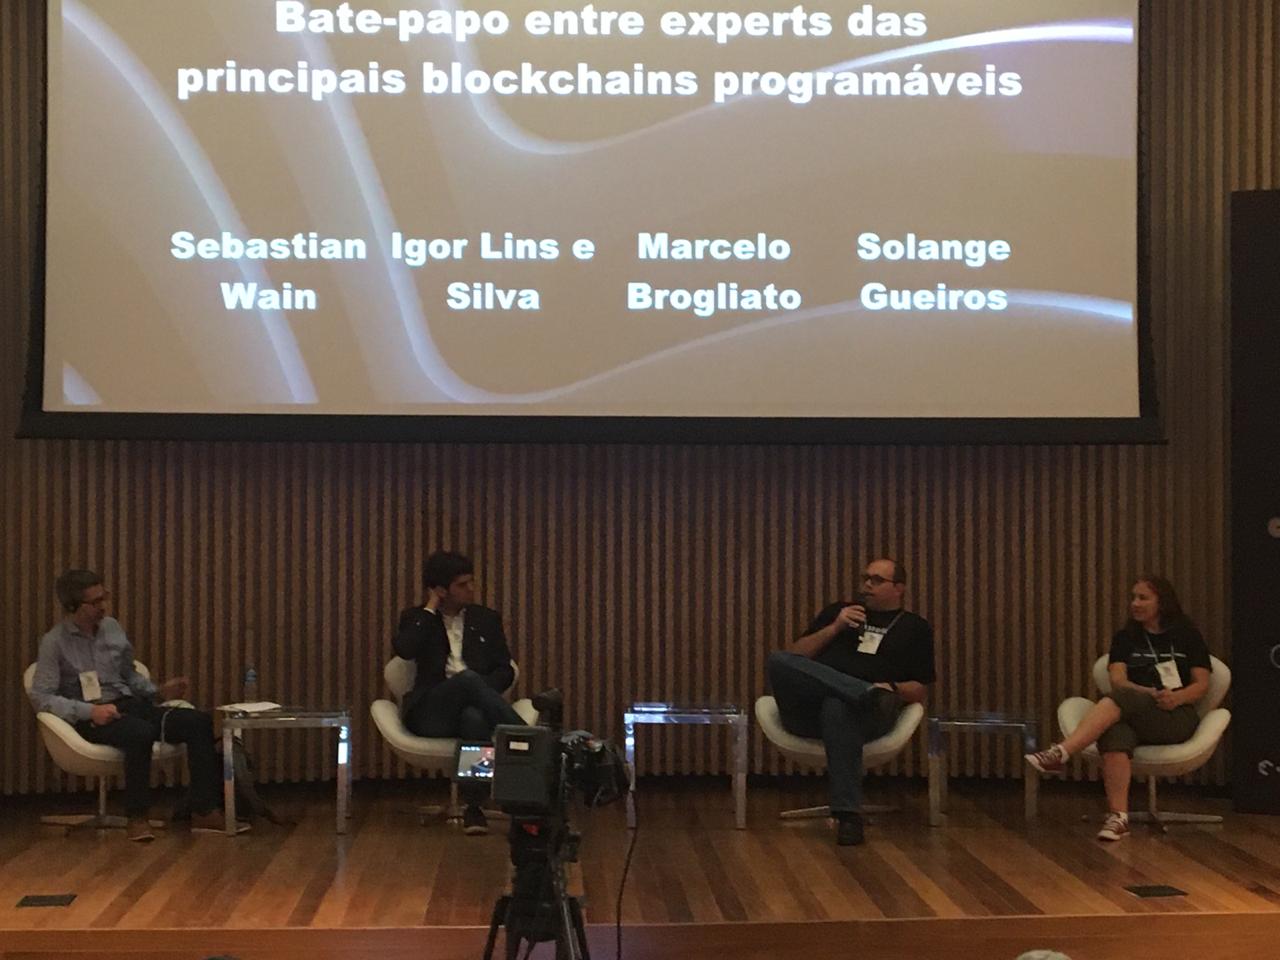 Bate-papo entre experts das
principais blockchains programáveis
Sebastian Wain
Igor Lins e Silva
Marcelo Brogliato
Solange Gueiros